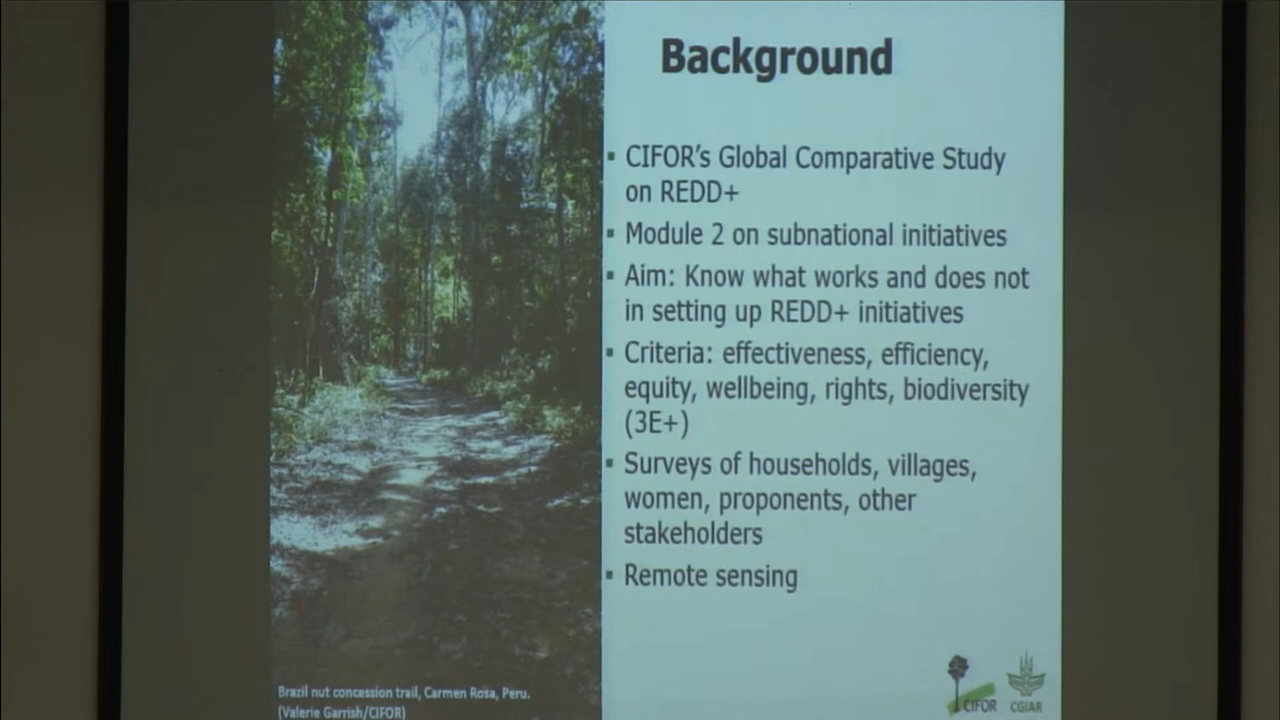 Background
▪ CIFOR's Global Comparative Study
on REDD+
▪ Module 2 on subnational initiatives
▪ Aim: Know what works and does not
in setting up REDD+ initiatives
▪ Criteria: effectiveness, efficiency,
equity, wellbeing, rights, biodiversity
(3E+)
▪ Surveys of households, villages,
women, proponents, other
stakeholders
▪ Remote sensing
Brazil nut concession trail, Carmen Rosa, Peru.
(Valerie Garrish/CIFOR)
CIFOR
CGIAR